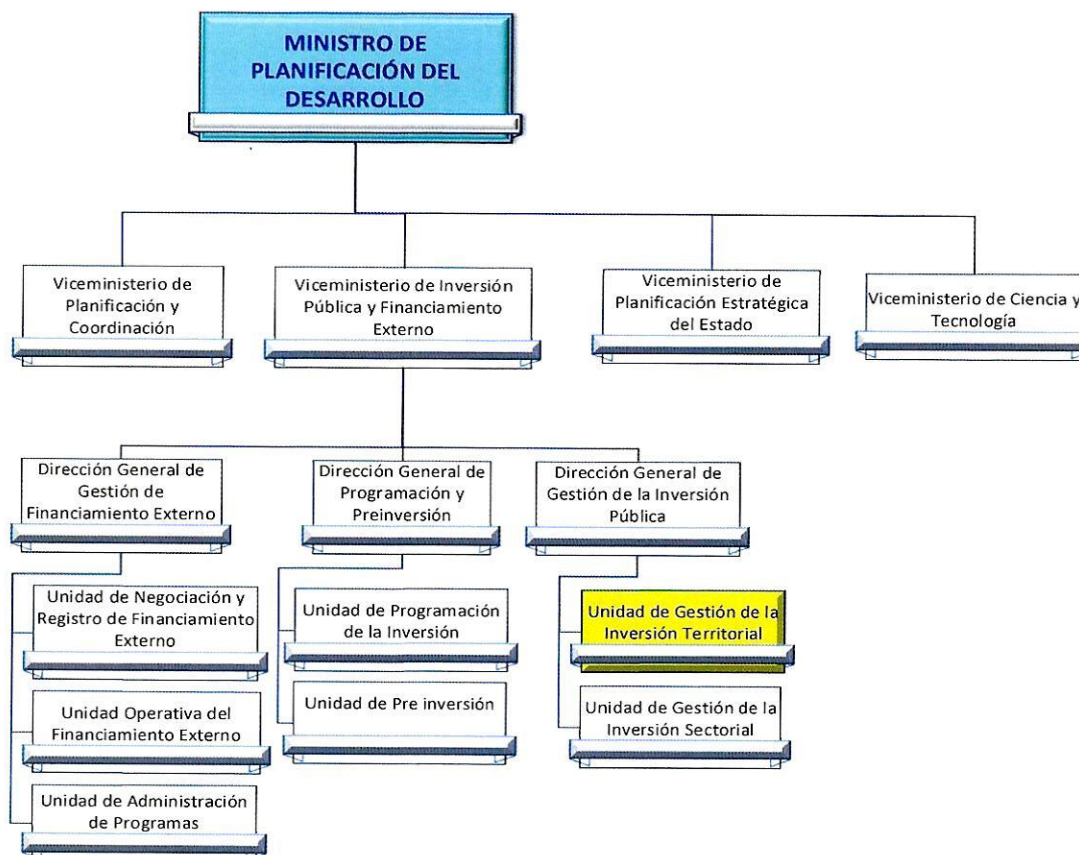 MINISTRO DE
PLANIFICACIÓN DEL
DESARROLLO
Viceministerio de
Planificación y
Coordinación
Viceministerio de Inversión
Pública y Financiamiento
Externo
Viceministerio de
Planificación Estratégica
del Estado
Viceministerio de Ciencia y
Tecnología
Dirección General de
Gestión de
Financiamiento Externo
Dirección General de
Programación y
Preinversión
Dirección General de
Gestión de la Inversión
Pública
Unidad de Negociación y
Registro de Financiamiento
Externo
Unidad de Programación
de la Inversión
Unidad de Gestión de la
Inversión Territorial
Unidad Operativa del
Financiamiento Externo
Unidad de Pre inversión
Unidad de Gestión de la
Inversión Sectorial
Unidad de Administración
de Programas